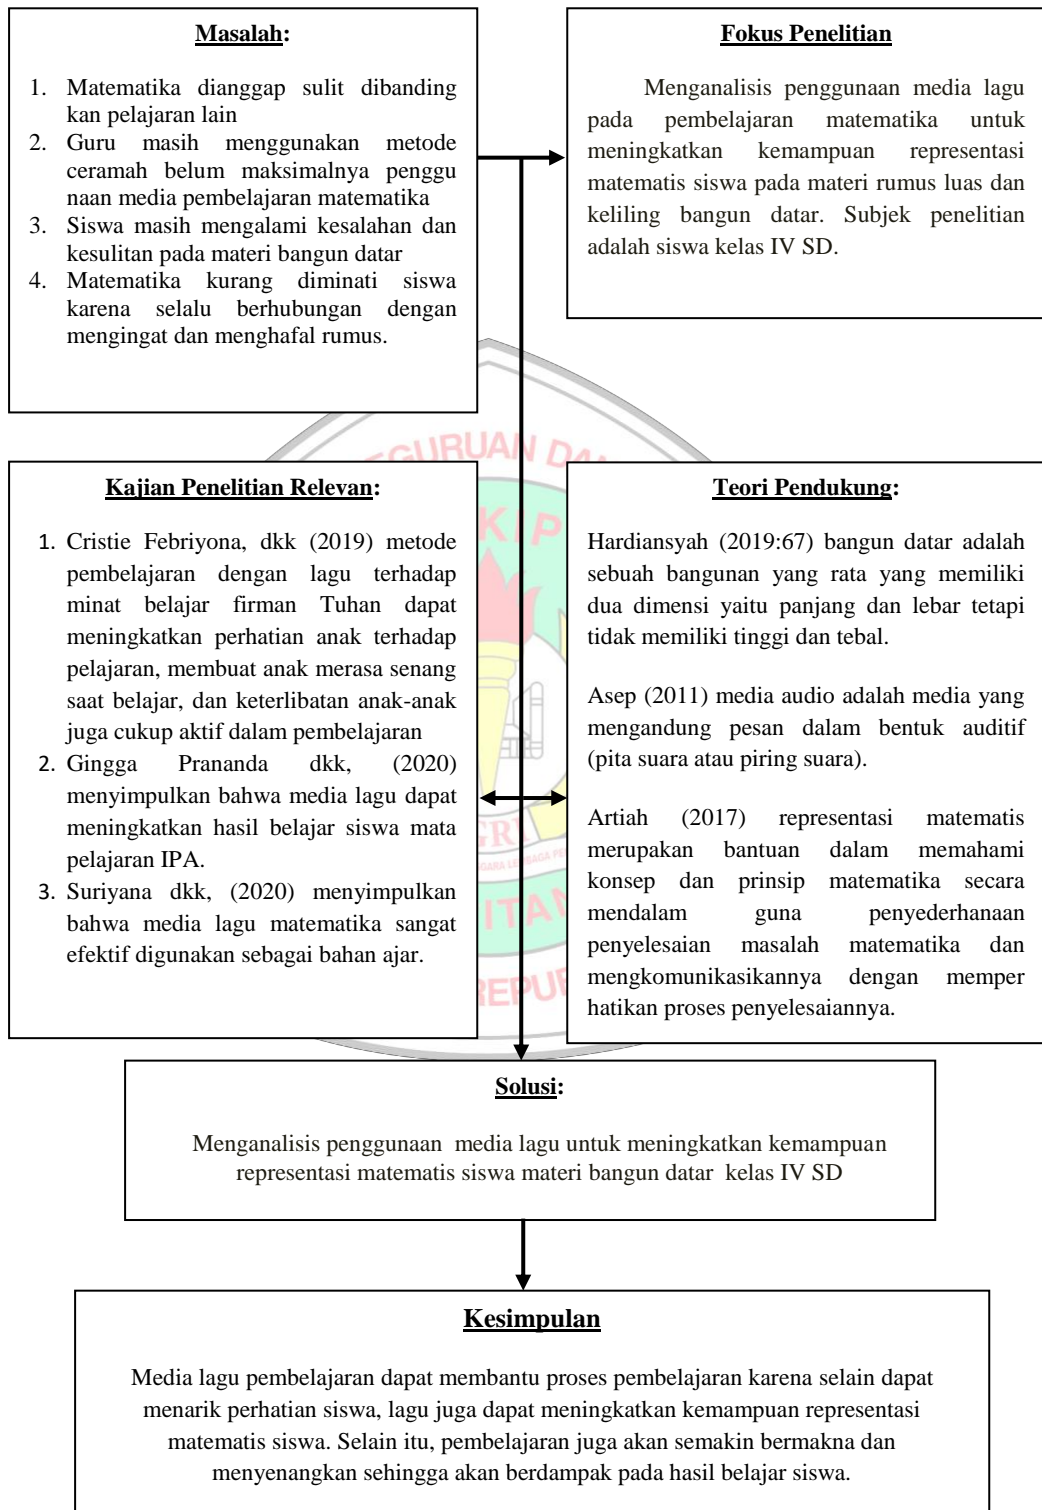 Masalah:
1. Matematika dianggap sulit dibanding
kan pelajaran lain
2. Guru masih menggunakan metode
ceramah belum maksimalnya penggu
naan media pembelajaran matematika
3. Siswa masih mengalami kesalahan dan
kesulitan pada materi bangun datar
4. Matematika kurang diminati siswa
karena selalu berhubungan dengan
mengingat dan menghafal rumus.
Fokus Penelitian
Menganalisis penggunaan media lagu
pada pembelajaran matematika untuk
meningkatkan kemampuan representasi
matematis siswa pada materi rumus luas dan
keliling bangun datar. Subjek penelitian
adalah siswa kelas IV SD.
Kajian Penelitian Relevan:
1. Cristie Febriyona, dkk (2019) metode
pembelajaran dengan lagu terhadap
minat belajar firman Tuhan dapat
meningkatkan perhatian anak terhadap
pelajaran, membuat anak merasa senang
saat belajar, dan keterlibatan anak-anak
juga cukup aktif dalam pembelajaran
2. Gingga Prananda dkk, (2020)
menyimpulkan bahwa media lagu dapat
meningkatkan hasil belajar siswa mata
pelajaran IPA.
3. Suriyana dkk, (2020) menyimpulkan
bahwa media lagu matematika sangat
efektif digunakan sebagai bahan ajar.
Teori Pendukung:
Hardiansyah (2019:67) bangun datar adalah
sebuah bangunan yang rata yang memiliki
dua dimensi yaitu panjang dan lebar tetapi
tidak memiliki tinggi dan tebal.
Asep (2011) media audio adalah media yang
mengandung pesan dalam bentuk auditif
(pita suara atau piring suara).
Artiah (2017) representasi matematis
merupakan bantuan dalam memahami
konsep dan prinsip matematika secara
mendalam guna penyederhanaan
penyelesaian masalah matematika dan
mengkomunikasikannya dengan memper
hatikan proses penyelesaiannya.
Solusi:
Menganalisis penggunaan media lagu untuk meningkatkan kemampuan
representasi matematis siswa materi bangun datar kelas IV SD
Kesimpulan
Media lagu pembelajaran dapat membantu proses pembelajaran karena selain dapat
menarik perhatian siswa, lagu juga dapat meningkatkan kemampuan representasi
matematis siswa. Selain itu, pembelajaran juga akan semakin bermakna dan
menyenangkan sehingga akan berdampak pada hasil belajar siswa.